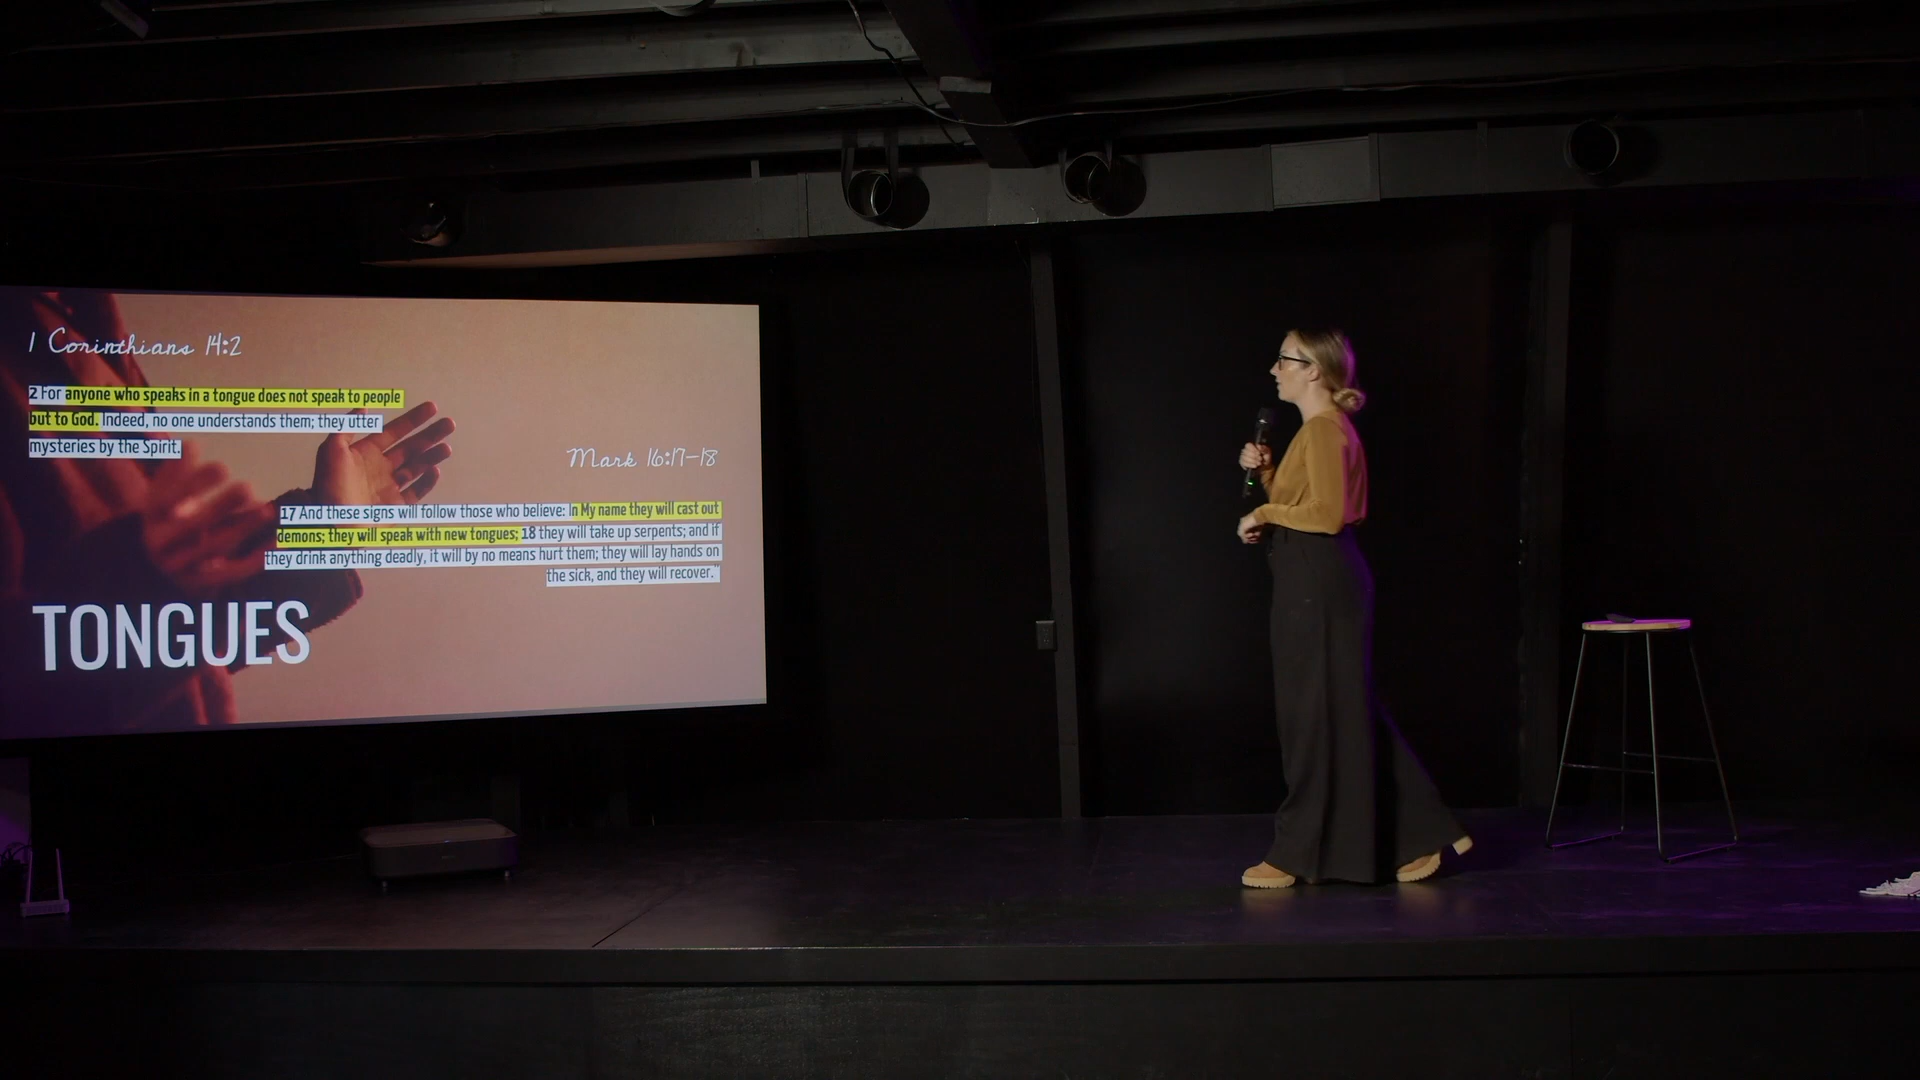 1 Corinthians 14:2
2 For anyone who speaks in a tongue does not speak to people
but to God. Indeed, no one understands them; they utter
mysteries by the Spirit.
Mark 16:17-18
17 And these signs will follow those who believe: In My name they will cast out
demons; they will speak with new tongues; 18 they will take up serpents; and if
they drink anything deadly, it will by no means hurt them; they will lay hands on
the sick, and they will recover."
TONGUES